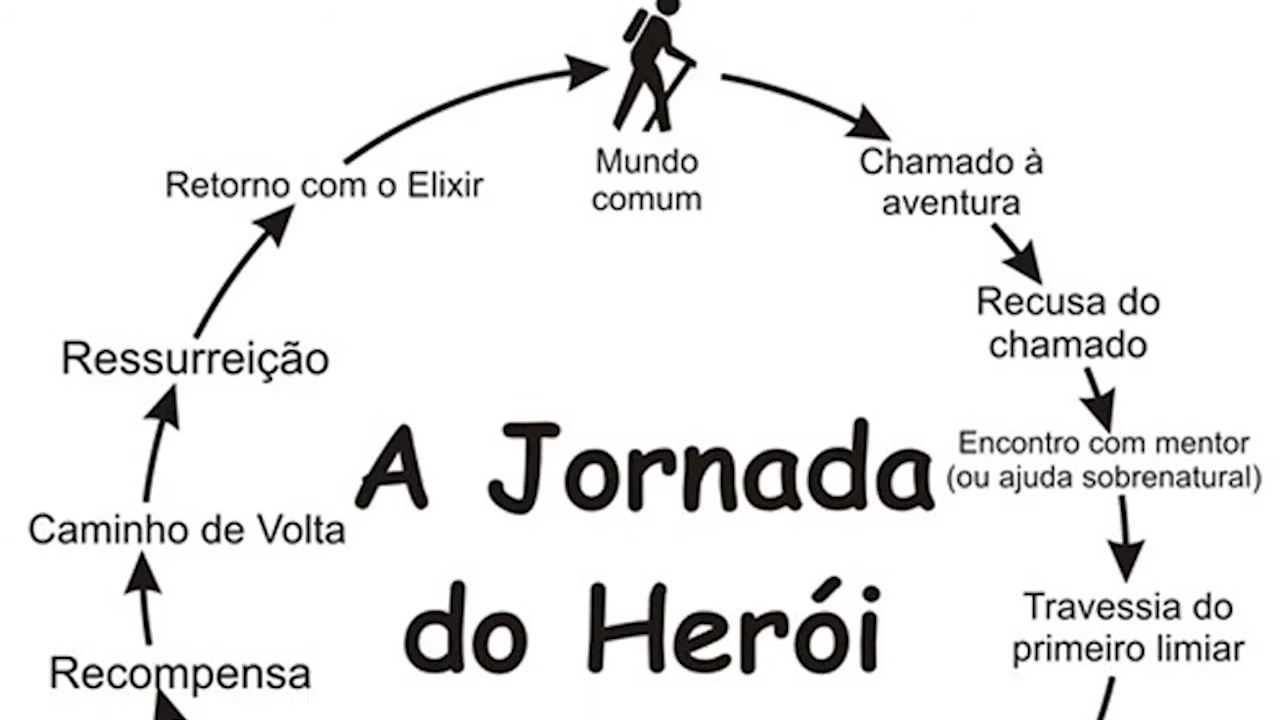 Mundo
comum
Chamado à
aventura
Recusa do
chamado
Encontro com mentor
(ou ajuda sobrenatural)
Travessia do
primeiro limiar
Recompensa
Caminho de Volta
Ressurreição
Retorno com o Elixir
A Jornada
do Herói